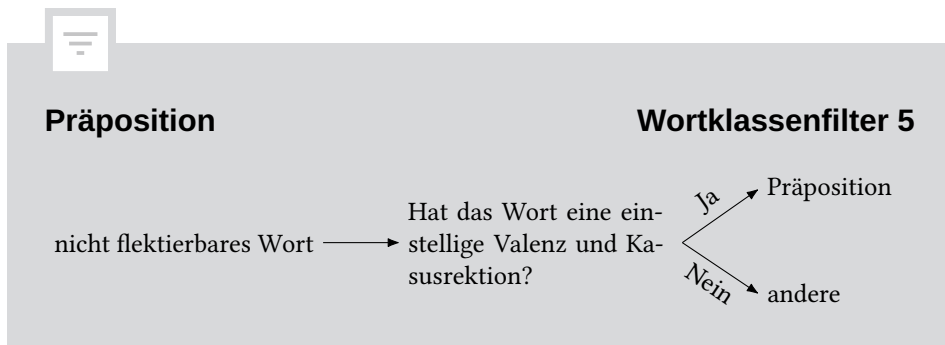 Präposition
Wortklassenfilter 5
nicht flektierbares Wort
Hat das Wort eine ein-
stellige Valenz und Ka-
susrektion?
Ja
Präposition
Nein
andere